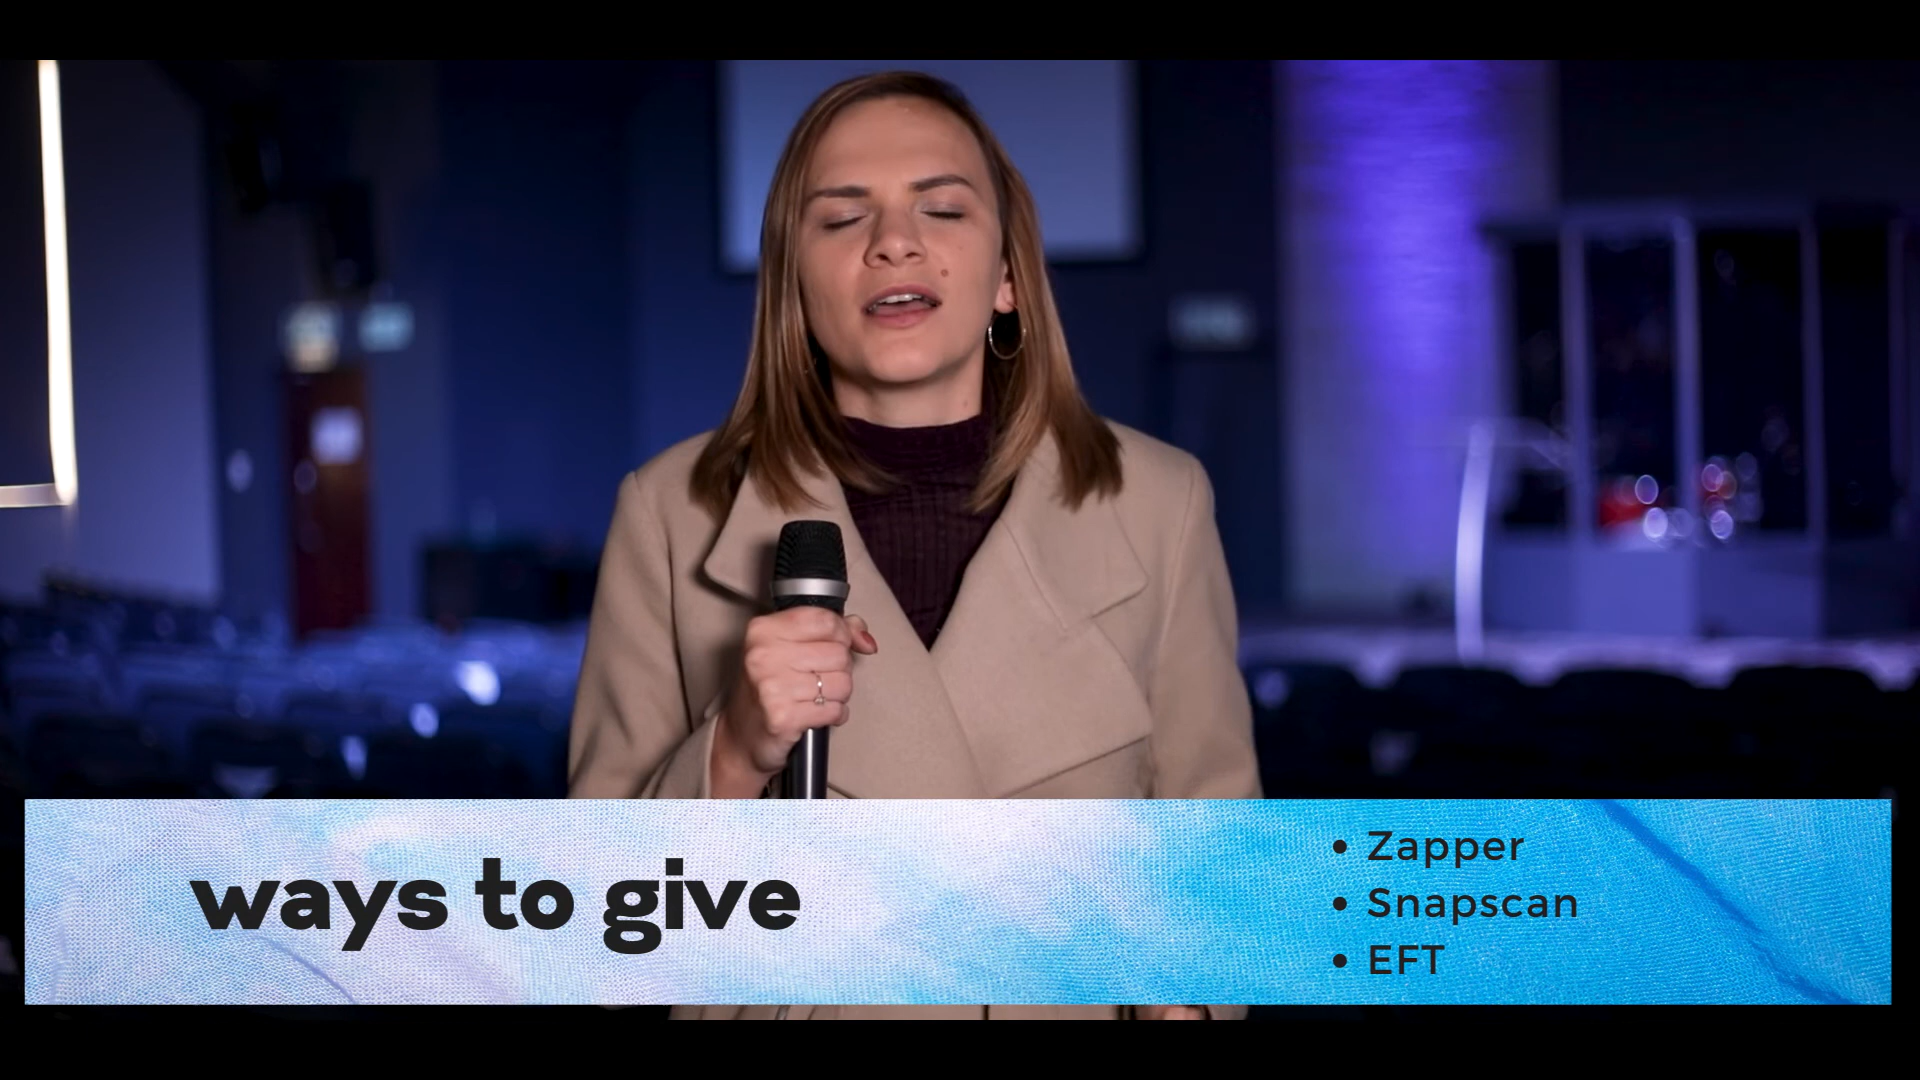 ways to give
• Zapper
• Snapscan
• EFT